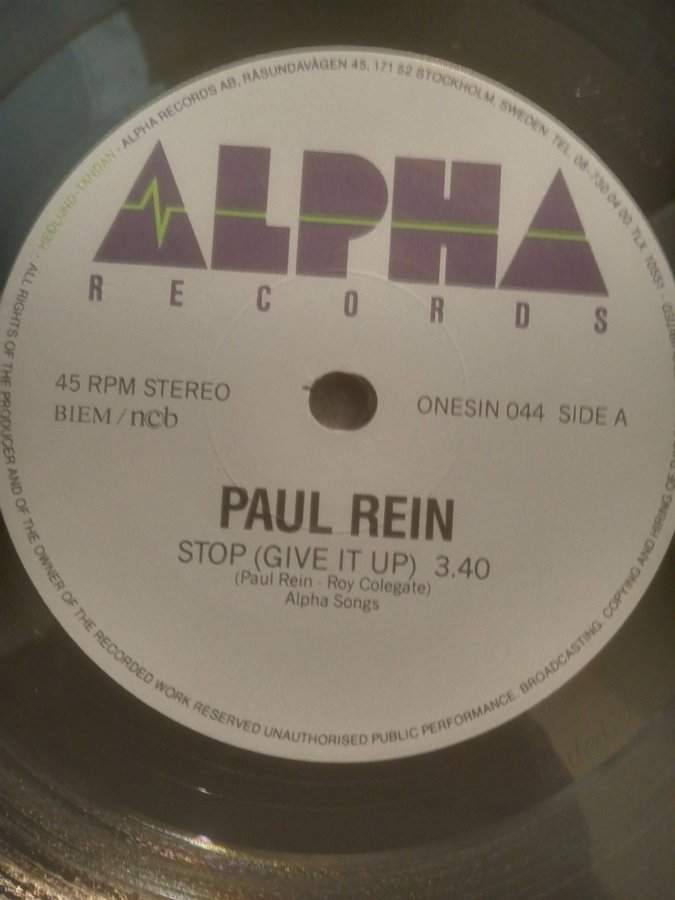 HEDLUND-TANDAN · ALPHA RECORDS AB, RÅSUNDAVÄGEN 45, 171 52 STOCKHOLM, SWEDEN. TEL 08-730 04 00 TLX 10551 ·
ALPHA
RECORDS
45 RPM STEREO
BIEM/n©b
ONESIN 044 SIDE A
PAUL REIN
STOP (GIVE IT UP) 3.40
(Paul Rein - Roy Colegate)
Alpha Songs
· ALL RIGHTS OF THE PRODUCER AND OF THE OWNER OF THE RECORDED WORK RESERVED UNAUTHORISED PUBLIC PERFORMANCE. BROADCASTING. COPYING AND HIRING OF